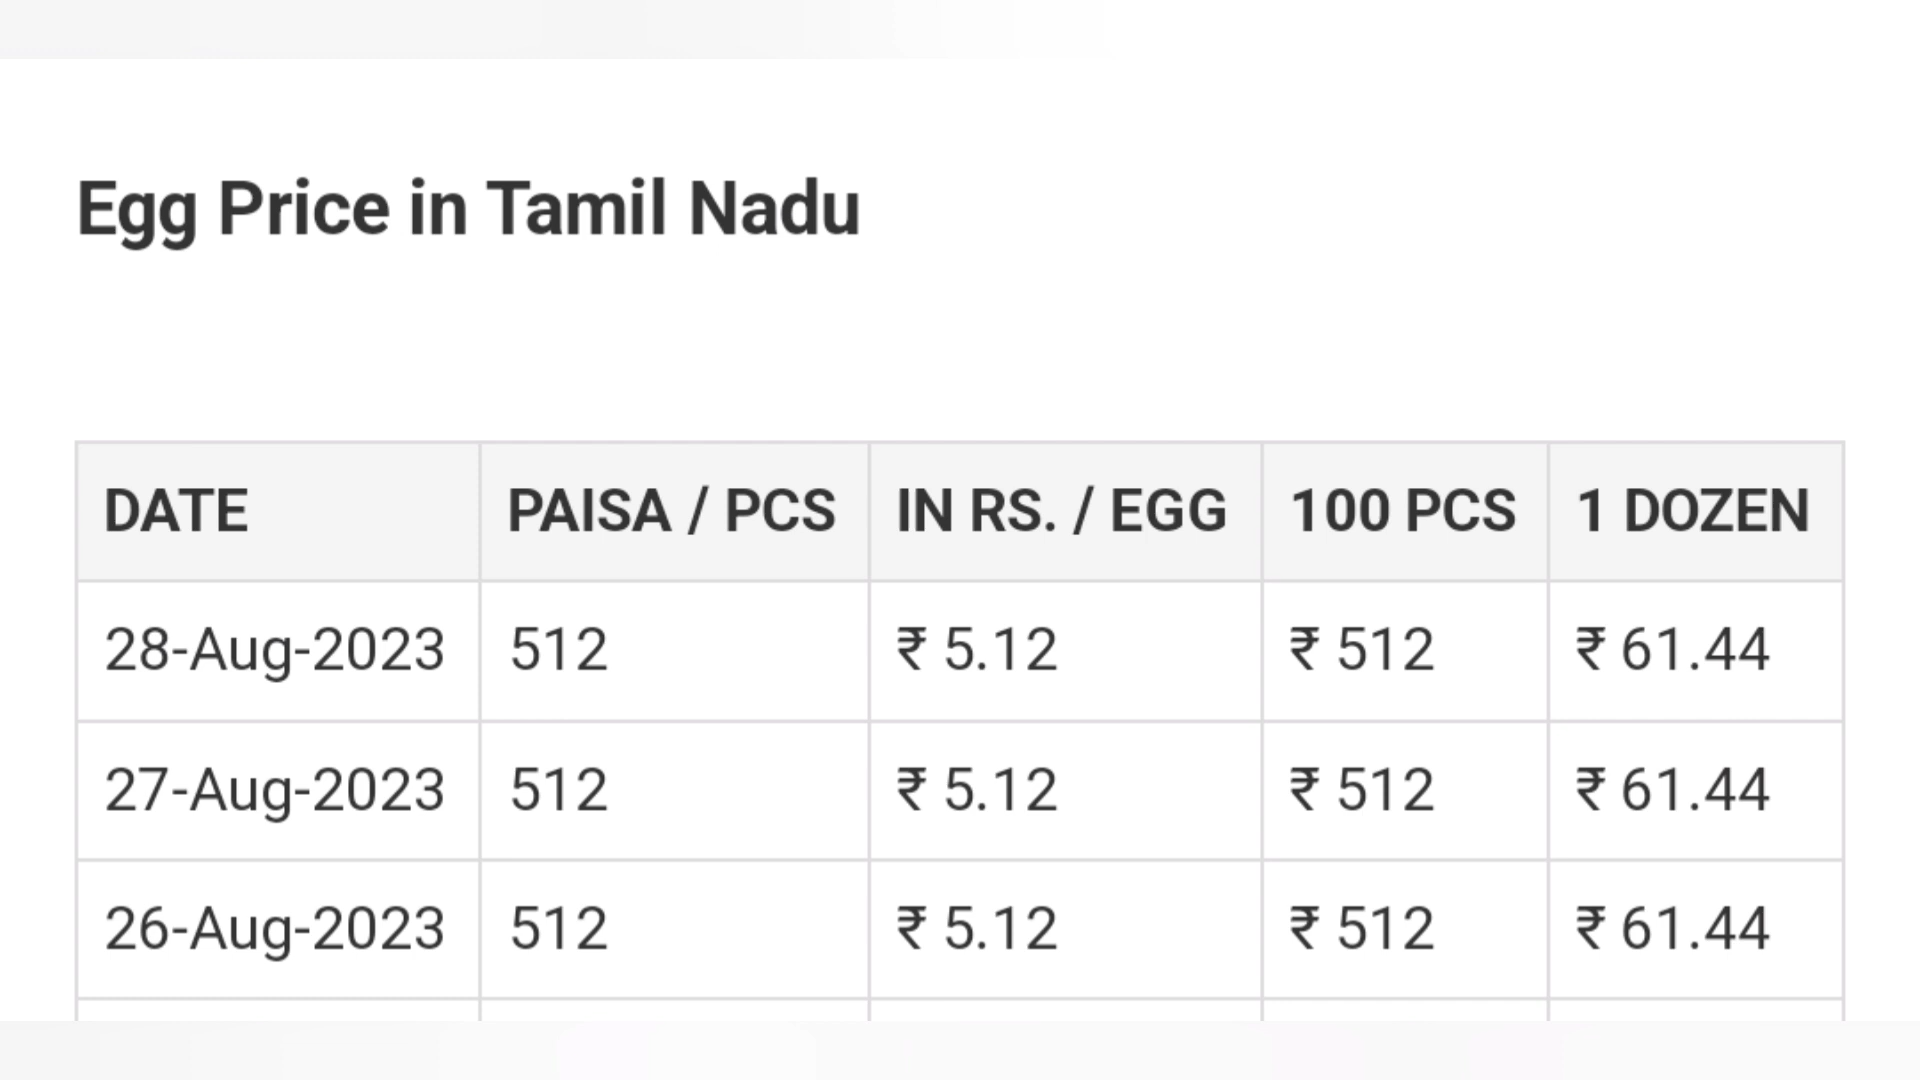 Egg Price in Tamil Nadu
DATE PAISA / PCS IN RS. / EGG 100 PCS 1 DOZEN
28-Aug-2023 512 ₹ 5.12 ₹ 512 ₹ 61.44
27-Aug-2023 512 ₹ 5.12 ₹ 512 ₹ 61.44
26-Aug-2023 512 ₹ 5.12 ₹ 512 ₹ 61.44